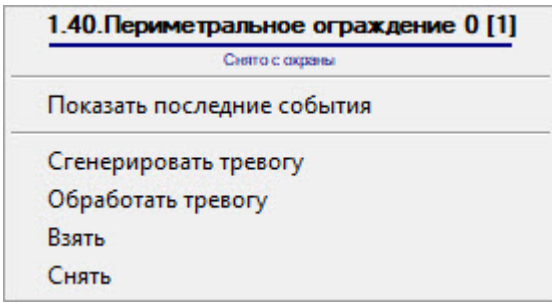 1.40.Периметральное ограждение 0 [1]
Снято с охраны
Показать последние события
Сгенерировать тревогу
Обработать тревогу
Взять
Снять